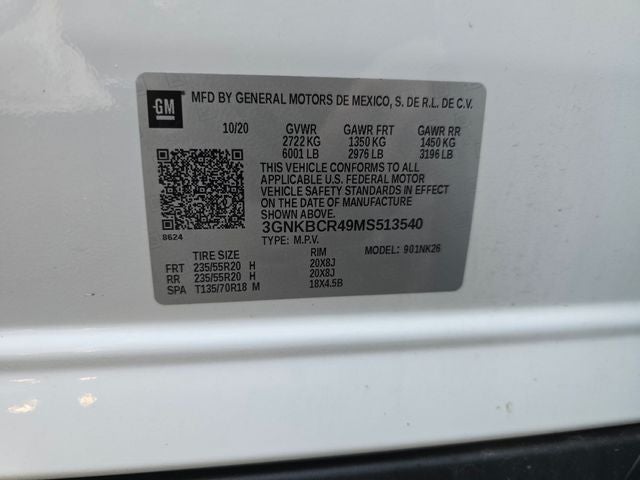 GM MFD BY GENERAL MOTORS DE MEXICO, S. DE R.L. DE C.V.
10/20 GVWR GAWR FRT GAWR RR
2722 KG 1350 KG 1450 KG
6001 LB 2976 LB 3196 LB
THIS VEHICLE CONFORMS TO ALL
APPLICABLE U.S. FEDERAL MOTOR
VEHICLE SAFETY STANDARDS IN EFFECT
ON THE DATE OF MANUFACTURE
SHOWN ABOVE.
3GNKBCR49MS513540
8624 TYPE: M.P.V. MODEL: 901NK26
TIRE SIZE RIM
FRT 235/55R20 H 20X8J
RR 235/55R20 H 20X8J
SPA T135/70R18 M 18X4.5B